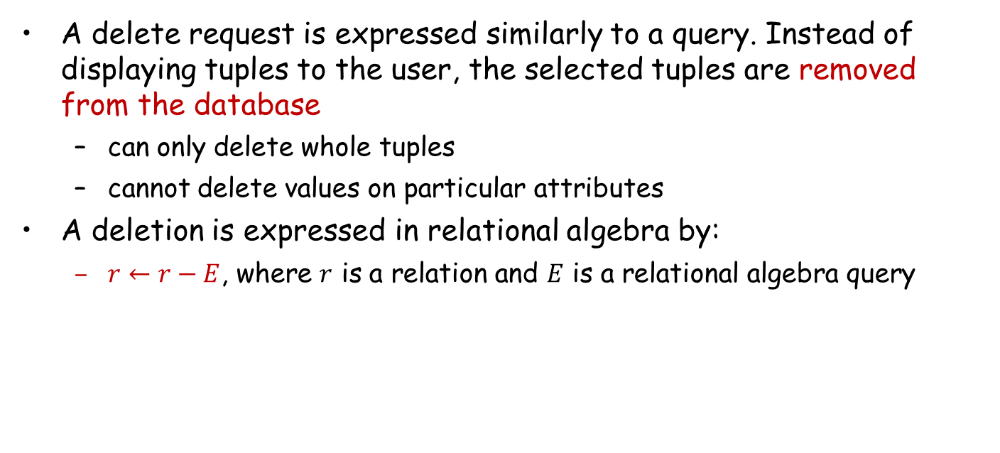 • A delete request is expressed similarly to a query. Instead of
displaying tuples to the user, the selected tuples are removed
from the database
– can only delete whole tuples
– cannot delete values on particular attributes
• A deletion is expressed in relational algebra by:
– r ← r − E, where r is a relation and E is a relational algebra query